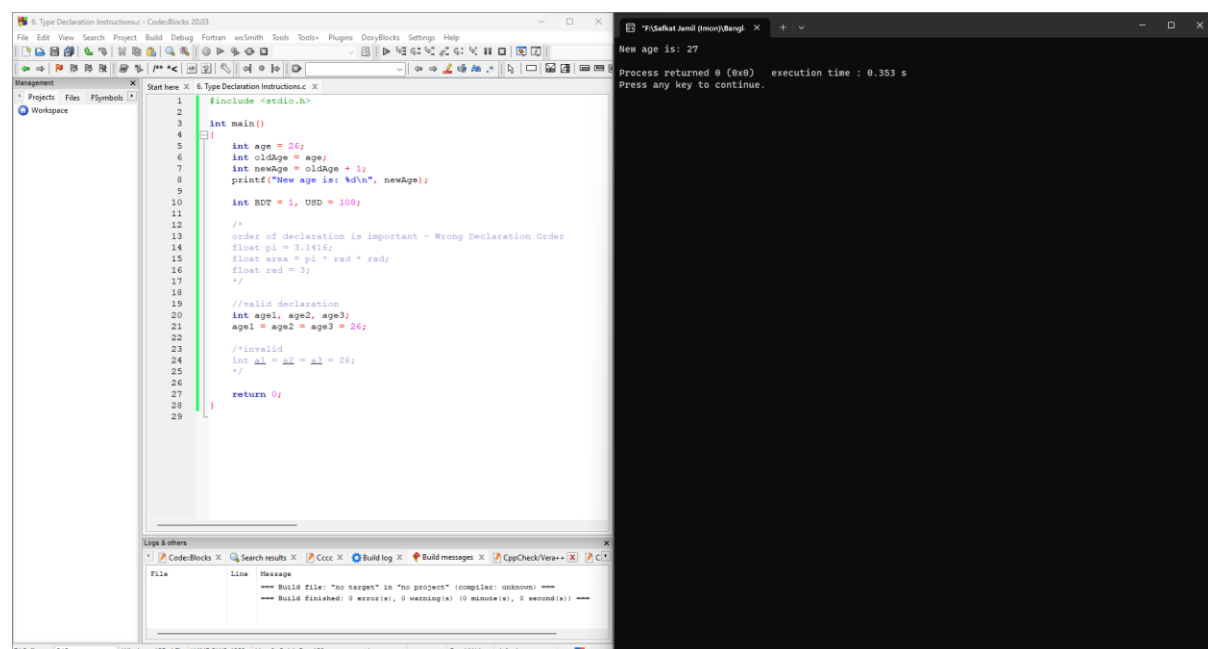 6. Type Declaration Instructions.c - Code::Blocks 20.03
File Edit View Search Project Build Debug Fortran wxSmith Tools Tools+ Plugins DoxyBlocks Settings Help
Management
Projects Files FSymbols
Workspace
Start here X 6. Type Declaration Instructions.c X
1 #include <stdio.h>
2
3 int main()
4 {
5 int age = 26;
6 int oldAge = age;
7 int newAge = oldAge + 1;
8 printf("New age is: %d\n", newAge);
9
10 int BDT = 1, USD = 108;
11
12 /*
13 order of declaration is important - Wrong Declaration Order
14 float pi = 3.1416;
15 float area = pi * rad * rad;
16 float rad = 3;
17 */
18
19 //valid declaration
20 int age1, age2, age3;
21 age1 = age2 = age3 = 26;
22
23 /*invalid
24 int a1 = a2 = a3 = 26;
25 */
26
27 return 0;
28 }
29
Logs & others
Code::Blocks X Search results X Cccc X Build log X Build messages X CppCheck/Vera++ X C
File Line Message
=== Build file: "no target" in "no project" (compiler: unknown) ===
=== Build finished: 0 error(s), 0 warning(s) (0 minute(s), 0 second(s)) ===
"F:\Safkat Jamil (Imon)\Bangl
New age is: 27
Process returned 0 (0x0) execution time : 0.353 s
Press any key to continue.